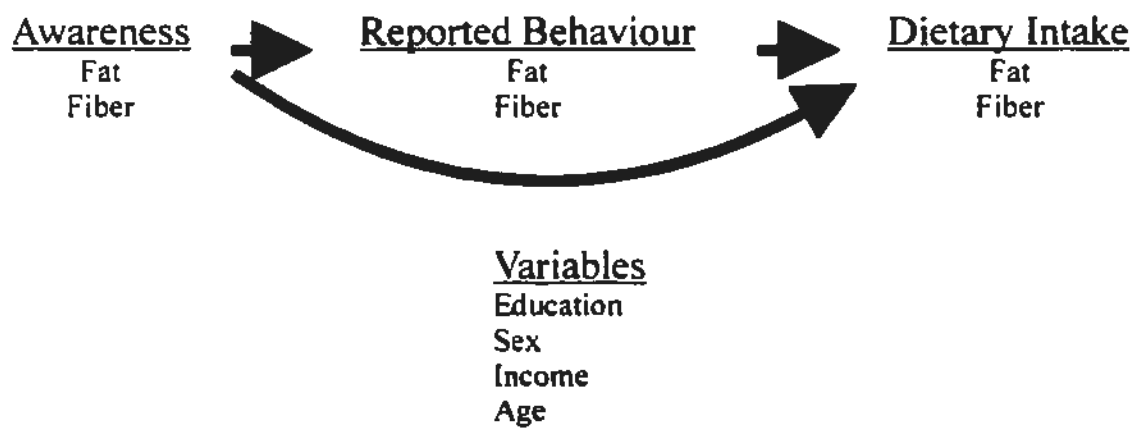 Awareness Reported Behaviour Dietary Intake
Fat Fat Fat
Fiber Fiber Fiber
Variables
Education
Sex
Income
Age